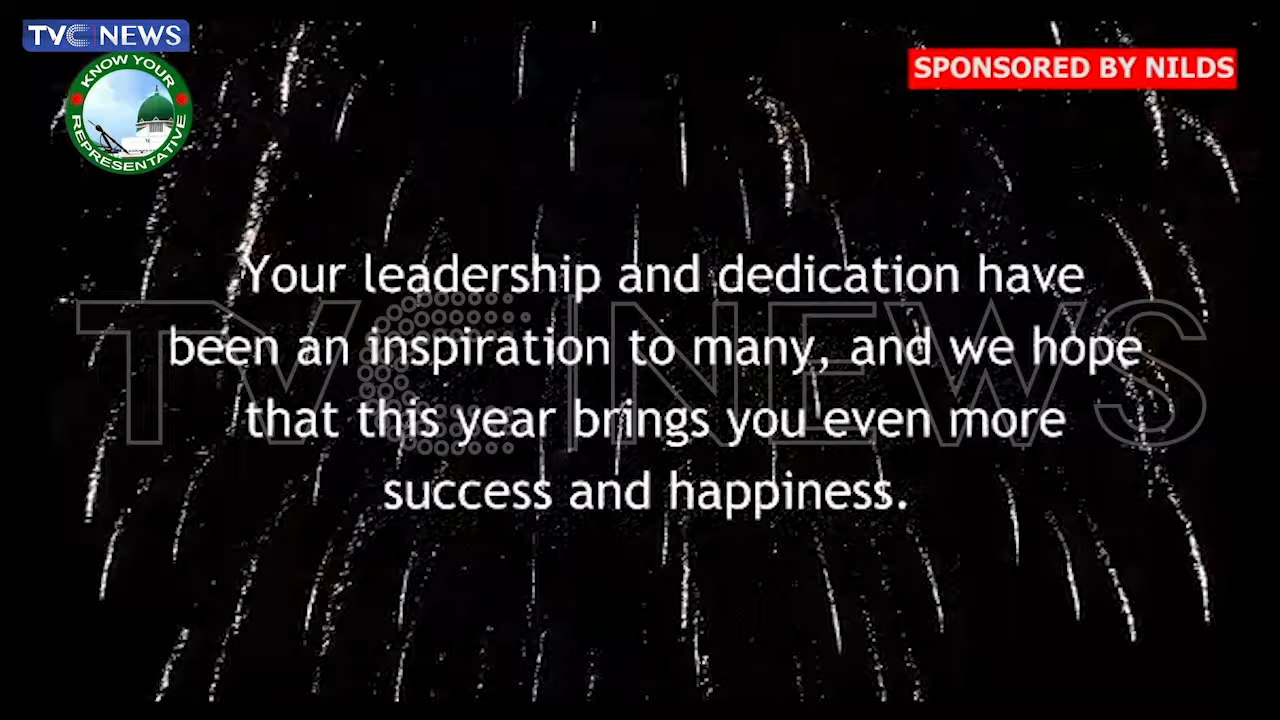 TVC NEWS
KNOW YOUR
REPRESENTATIVE
SPONSORED BY NILDS
Your leadership and dedication have
been an inspiration to many, and we hope
that this year brings you even more
success and happiness.
TVC NEWS